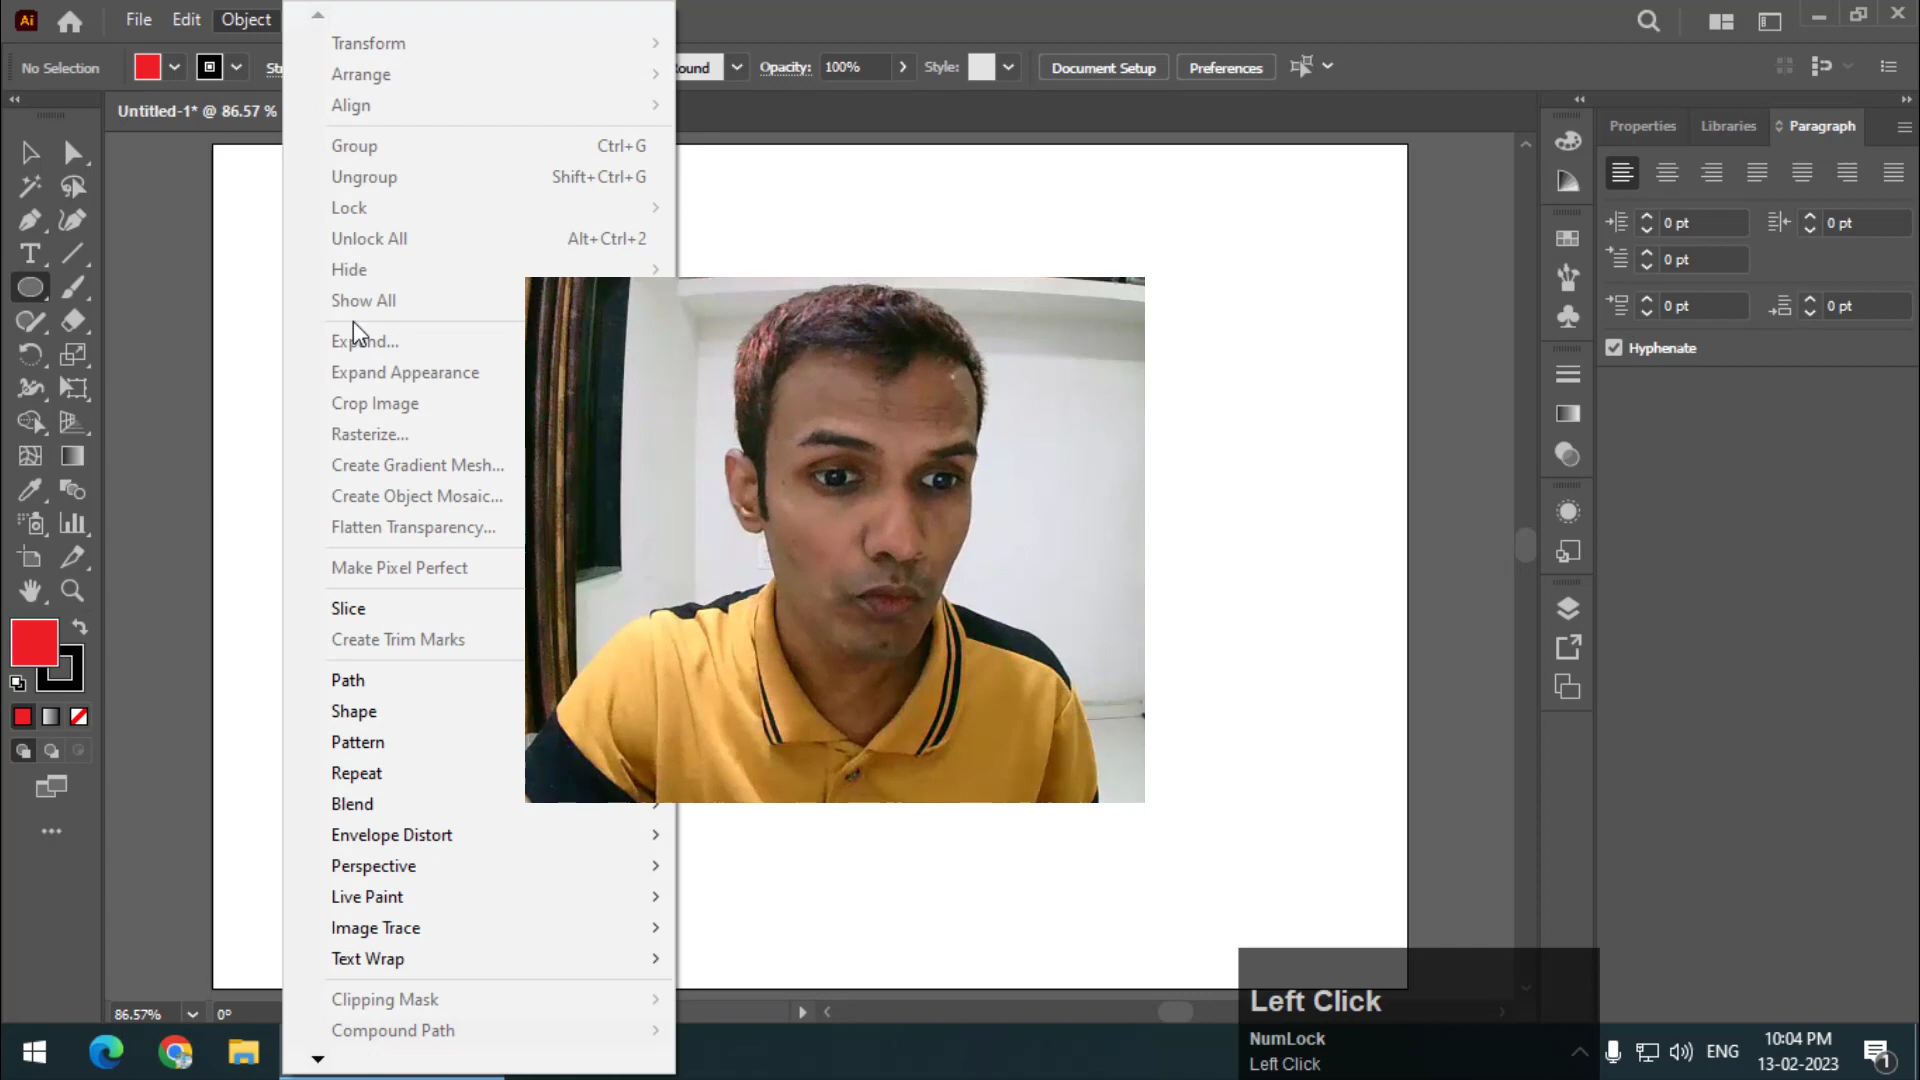 Ai
File
Edit
Object
No Selection
Opacity:
100%
Style:
Document Setup
Preferences
Untitled-1* @ 86.57 %
Transform
Arrange
Align
Group
Ctrl+G
Ungroup
Shift+Ctrl+G
Lock
Unlock All
Alt+Ctrl+2
Hide
Show All
Expand...
Expand Appearance
Crop Image
Rasterize...
Create Gradient Mesh...
Create Object Mosaic...
Flatten Transparency...
Make Pixel Perfect
Slice
Create Trim Marks
Path
Shape
Pattern
Repeat
Blend
Envelope Distort
Perspective
Live Paint
Image Trace
Text Wrap
Clipping Mask
Compound Path
Properties
Libraries
Paragraph
0 pt
0 pt
0 pt
0 pt
0 pt
Hyphenate
86.57%
0°
Left Click
NumLock
Left Click
ENG
10:04 PM
13-02-2023
1